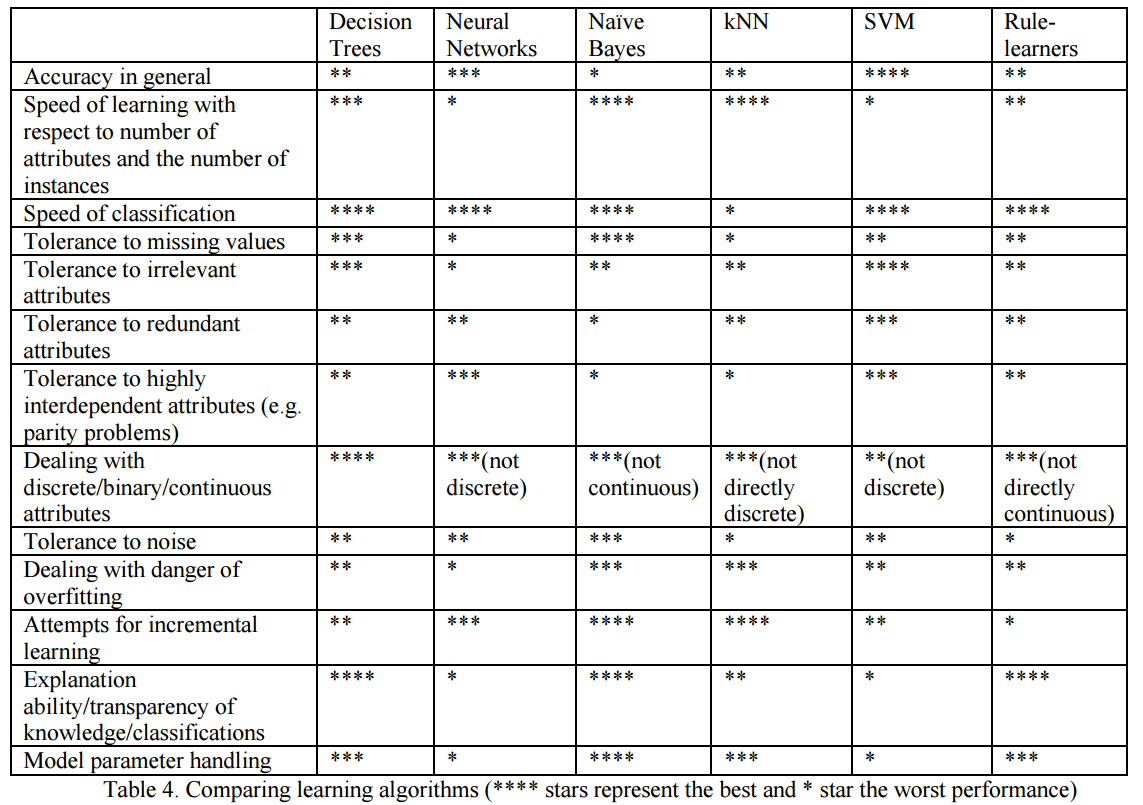 Decision Trees | Neural Networks | Naïve Bayes | kNN | SVM | Rule-learners
Accuracy in general | ** | *** | * | ** | **** | **
Speed of learning with respect to number of attributes and the number of instances | *** | * | **** | **** | * | **
Speed of classification | **** | **** | **** | * | **** | ****
Tolerance to missing values | *** | * | **** | * | ** | **
Tolerance to irrelevant attributes | *** | * | ** | ** | **** | **
Tolerance to redundant attributes | ** | ** | * | ** | *** | **
Tolerance to highly interdependent attributes (e.g. parity problems) | ** | *** | * | * | *** | **
Dealing with discrete/binary/continuous attributes | **** | ***(not discrete) | ***(not continuous) | ***(not directly discrete) | **(not discrete) | ***(not directly continuous)
Tolerance to noise | ** | ** | *** | * | ** | *
Dealing with danger of overfitting | ** | * | *** | *** | ** | **
Attempts for incremental learning | ** | *** | **** | **** | ** | *
Explanation ability/transparency of knowledge/classifications | **** | * | **** | ** | * | ****
Model parameter handling | *** | * | **** | *** | * | ***
Table 4. Comparing learning algorithms (**** stars represent the best and * star the worst performance)